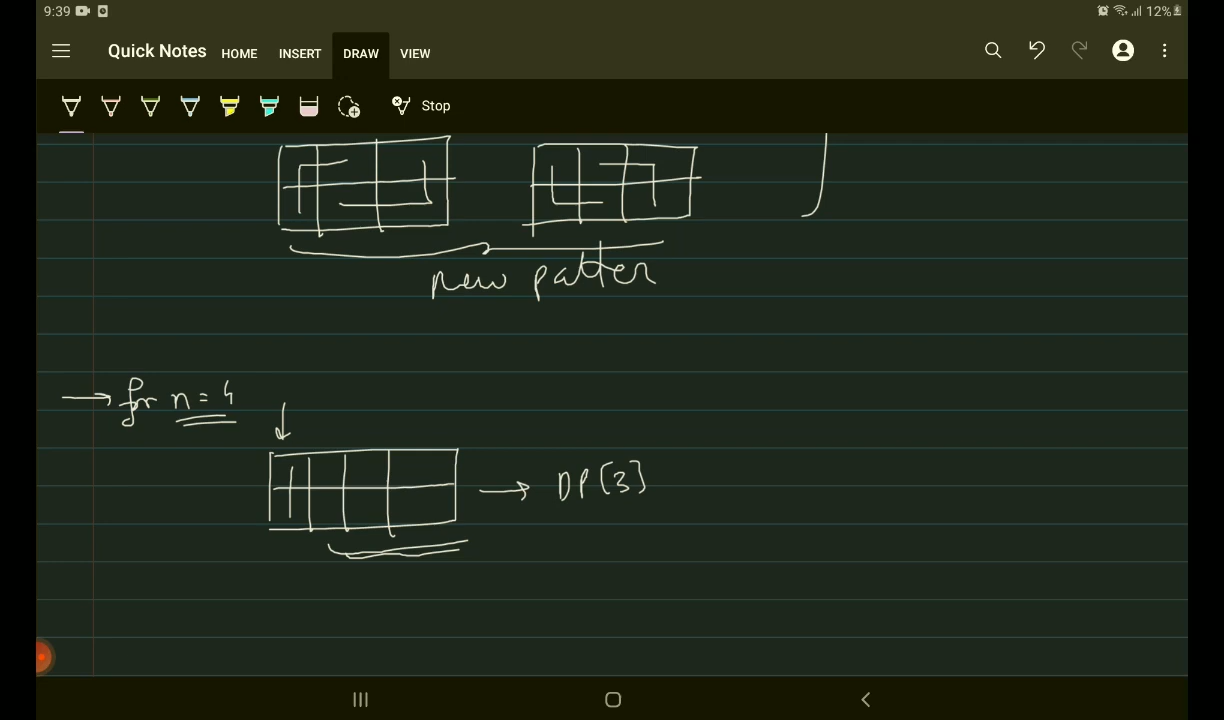 9:39 12%
Quick Notes HOME INSERT DRAW VIEW
Stop
new patter
for n = 4
DP[3]